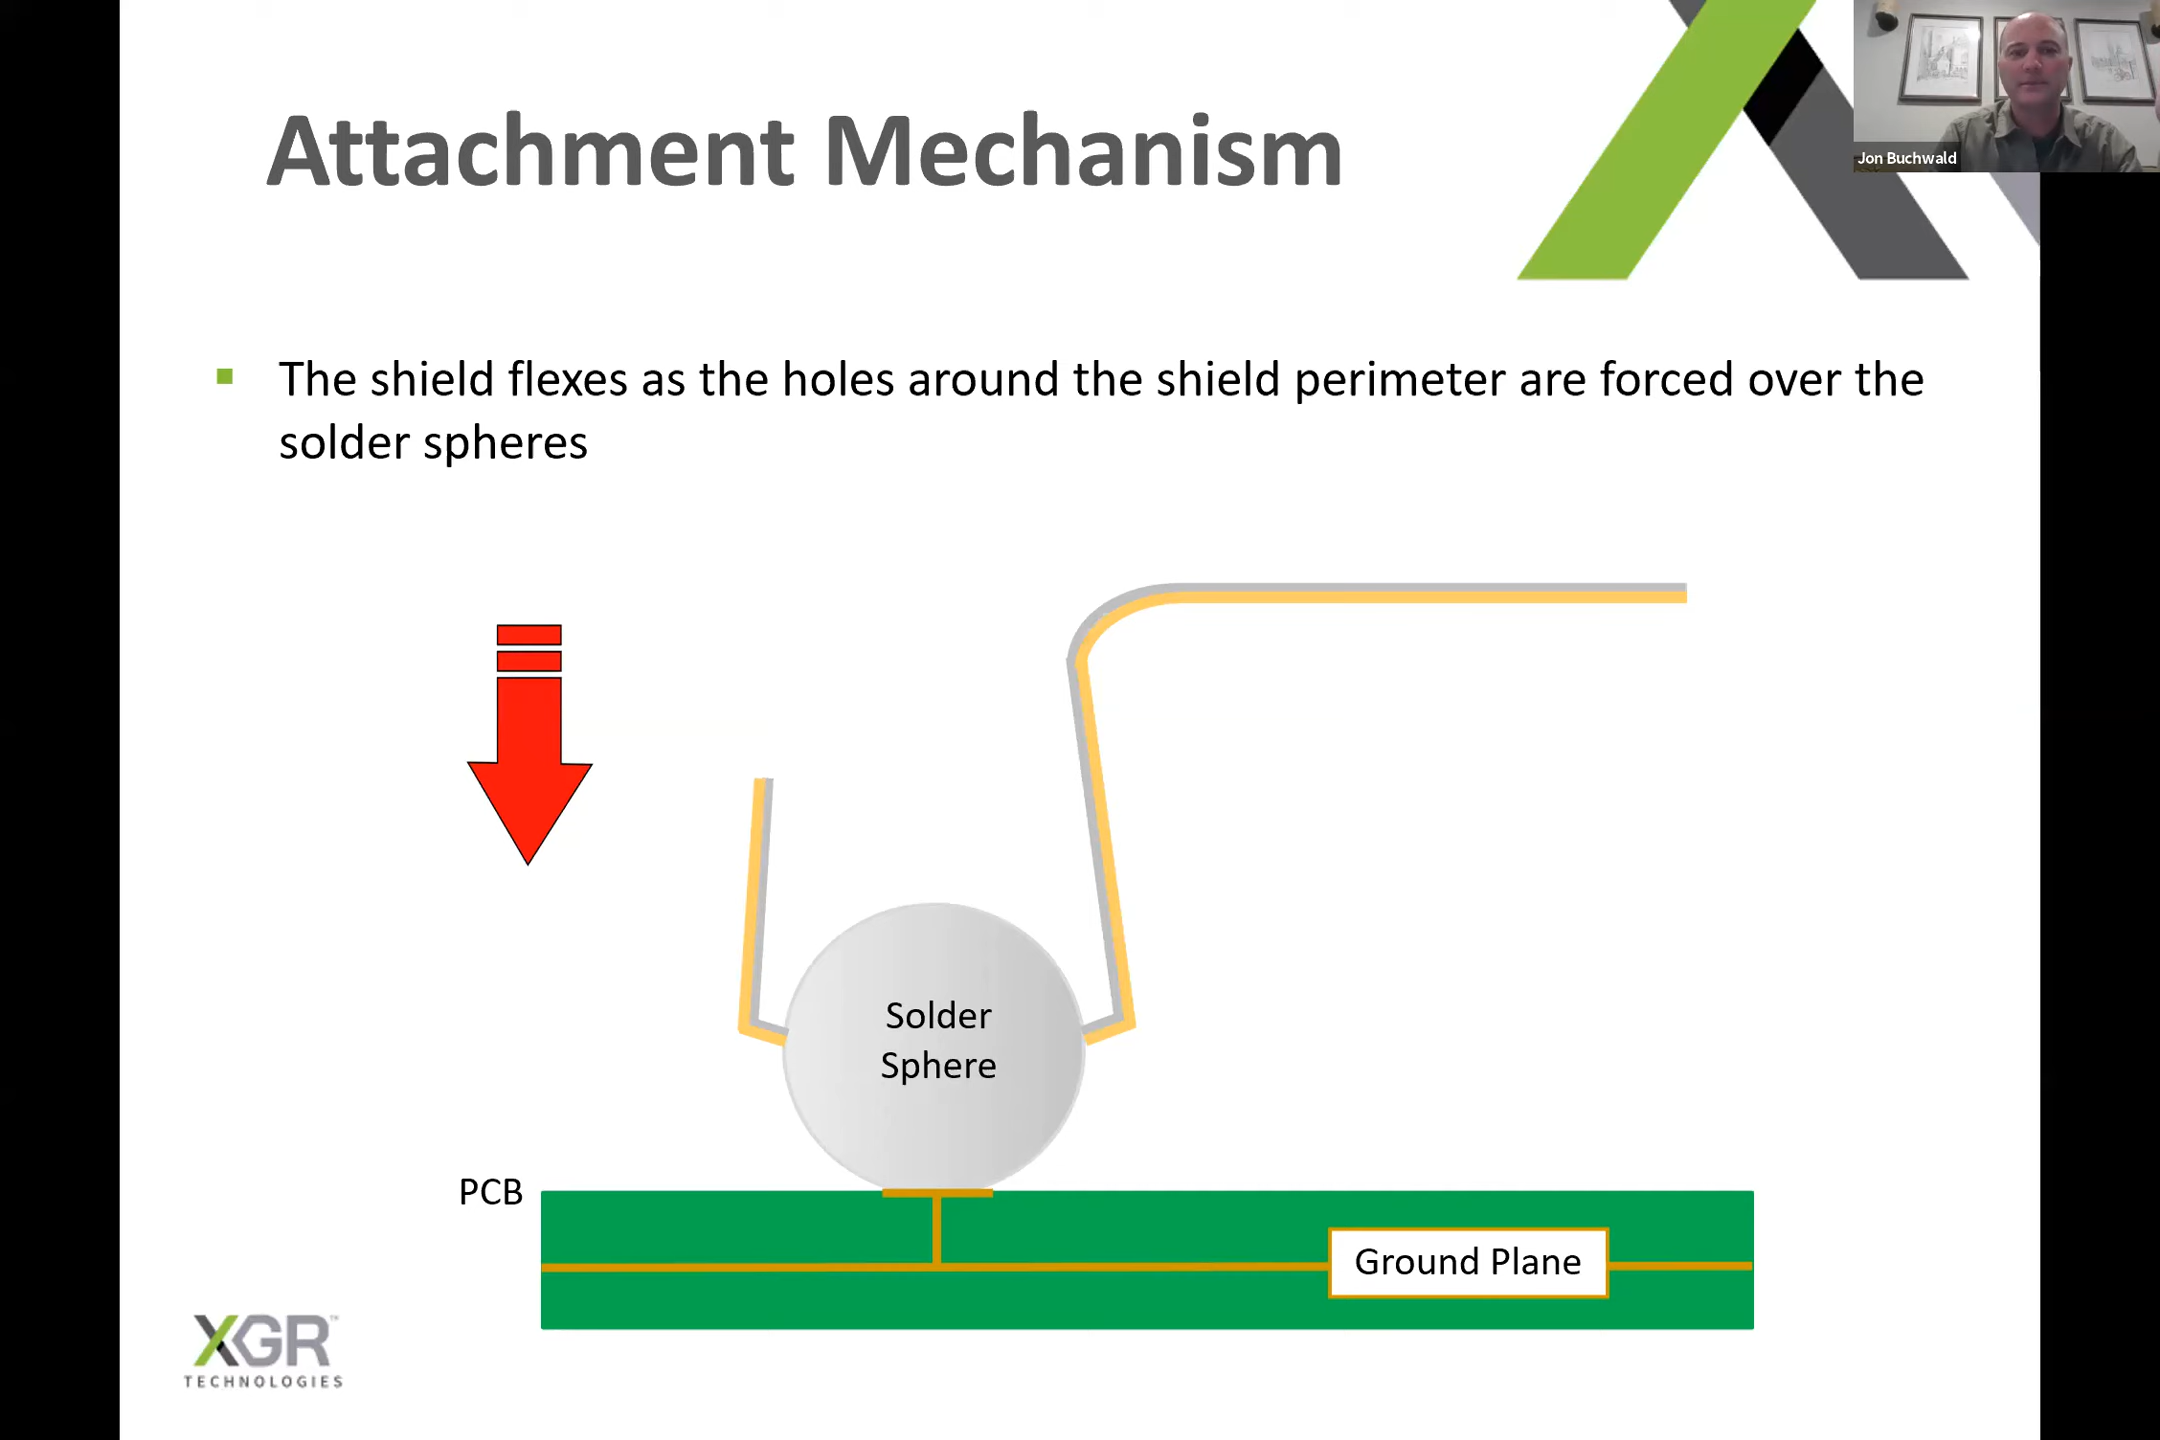 Attachment Mechanism
Jon Buchwald
The shield flexes as the holes around the shield perimeter are forced over the
solder spheres
Solder
Sphere
PCB
Ground Plane
XGR™
TECHNOLOGIES